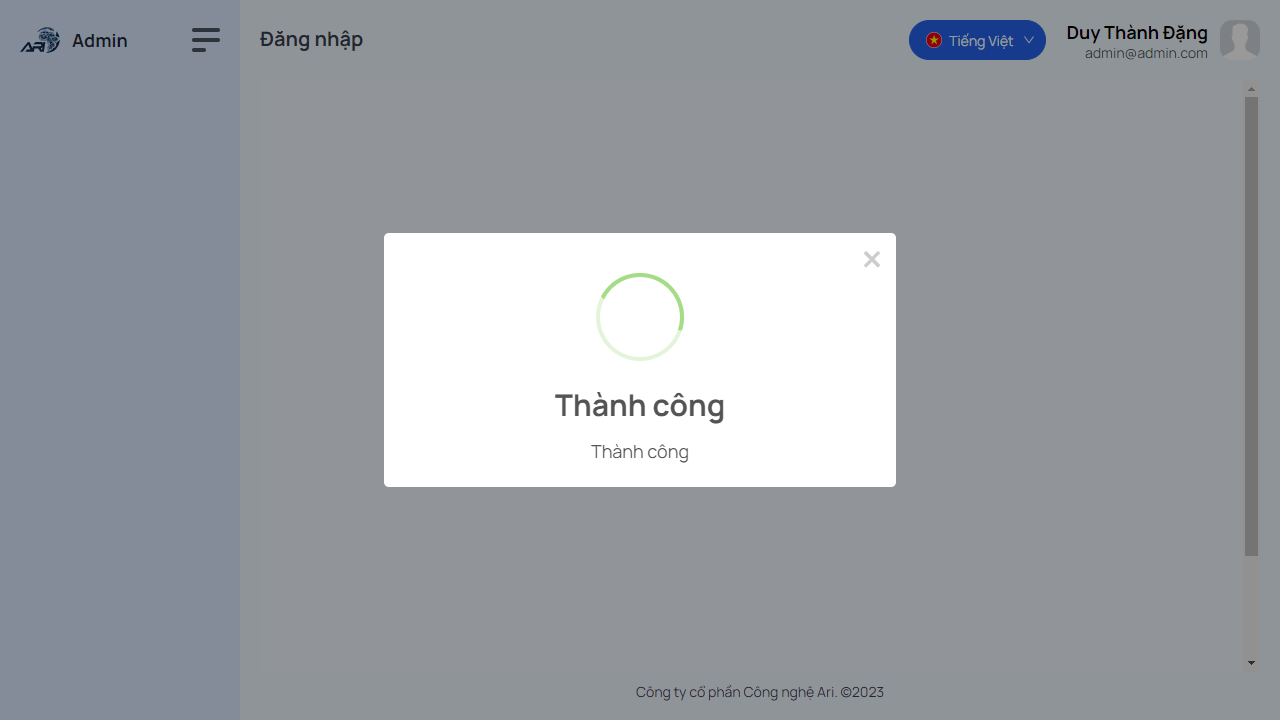 ARI
Admin
Đăng nhập
Tiếng Việt
Duy Thành Đặng
admin@admin.com
×
Thành công
Thành công
Công ty cổ phần Công nghệ Ari. ©2023